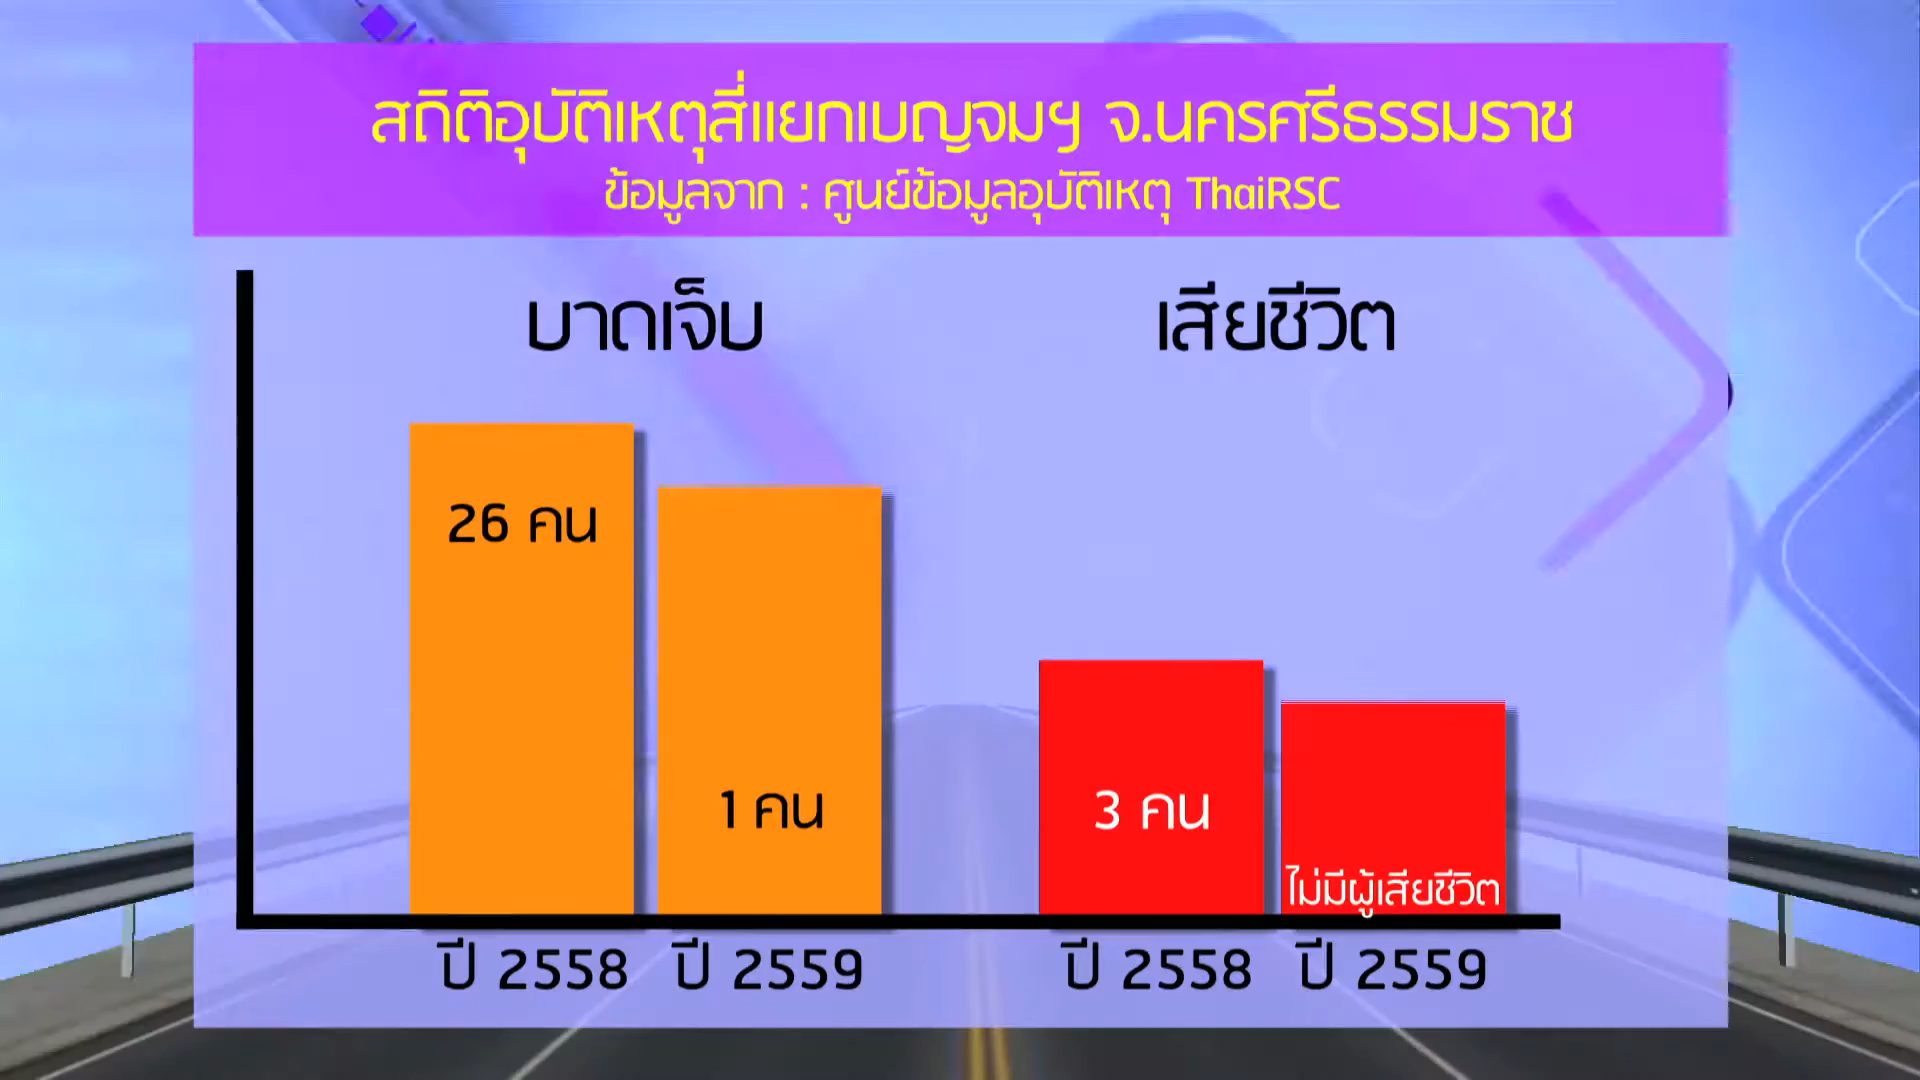 สถิติอุบัติเหตุสี่แยกเบญจมฯ จ.นครศรีธรรมราช
ข้อมูลจาก : ศูนย์ข้อมูลอุบัติเหตุ ThaiRSC
บาดเจ็บ
เสียชีวิต
26 คน
1 คน
3 คน
ไม่มีผู้เสียชีวิต
ปี 2558 ปี 2559 ปี 2558 ปี 2559